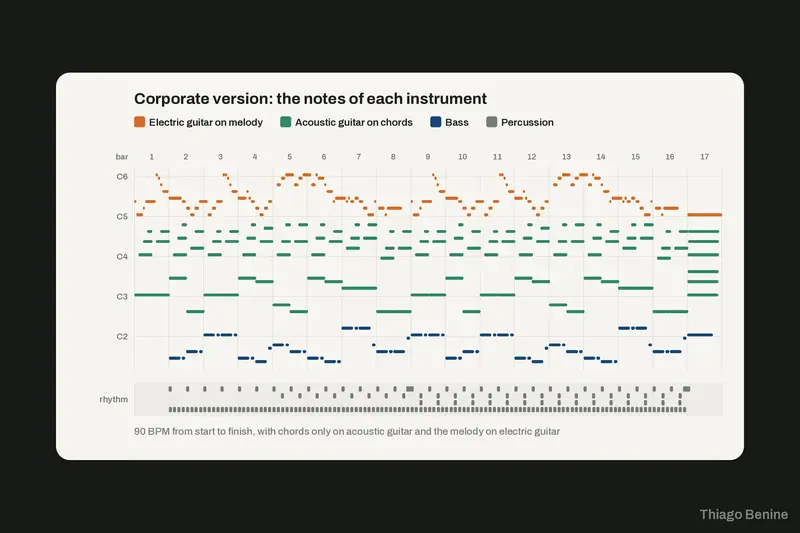 Corporate version: the notes of each instrument
Electric guitar on melody Acoustic guitar on chords Bass Percussion
bar 1 2 3 4 5 6 7 8 9 10 11 12 13 14 15 16 17
C6
C5
C4
C3
C2
rhythm
90 BPM from start to finish, with chords only on acoustic guitar and the melody on electric guitar
Thiago Benine